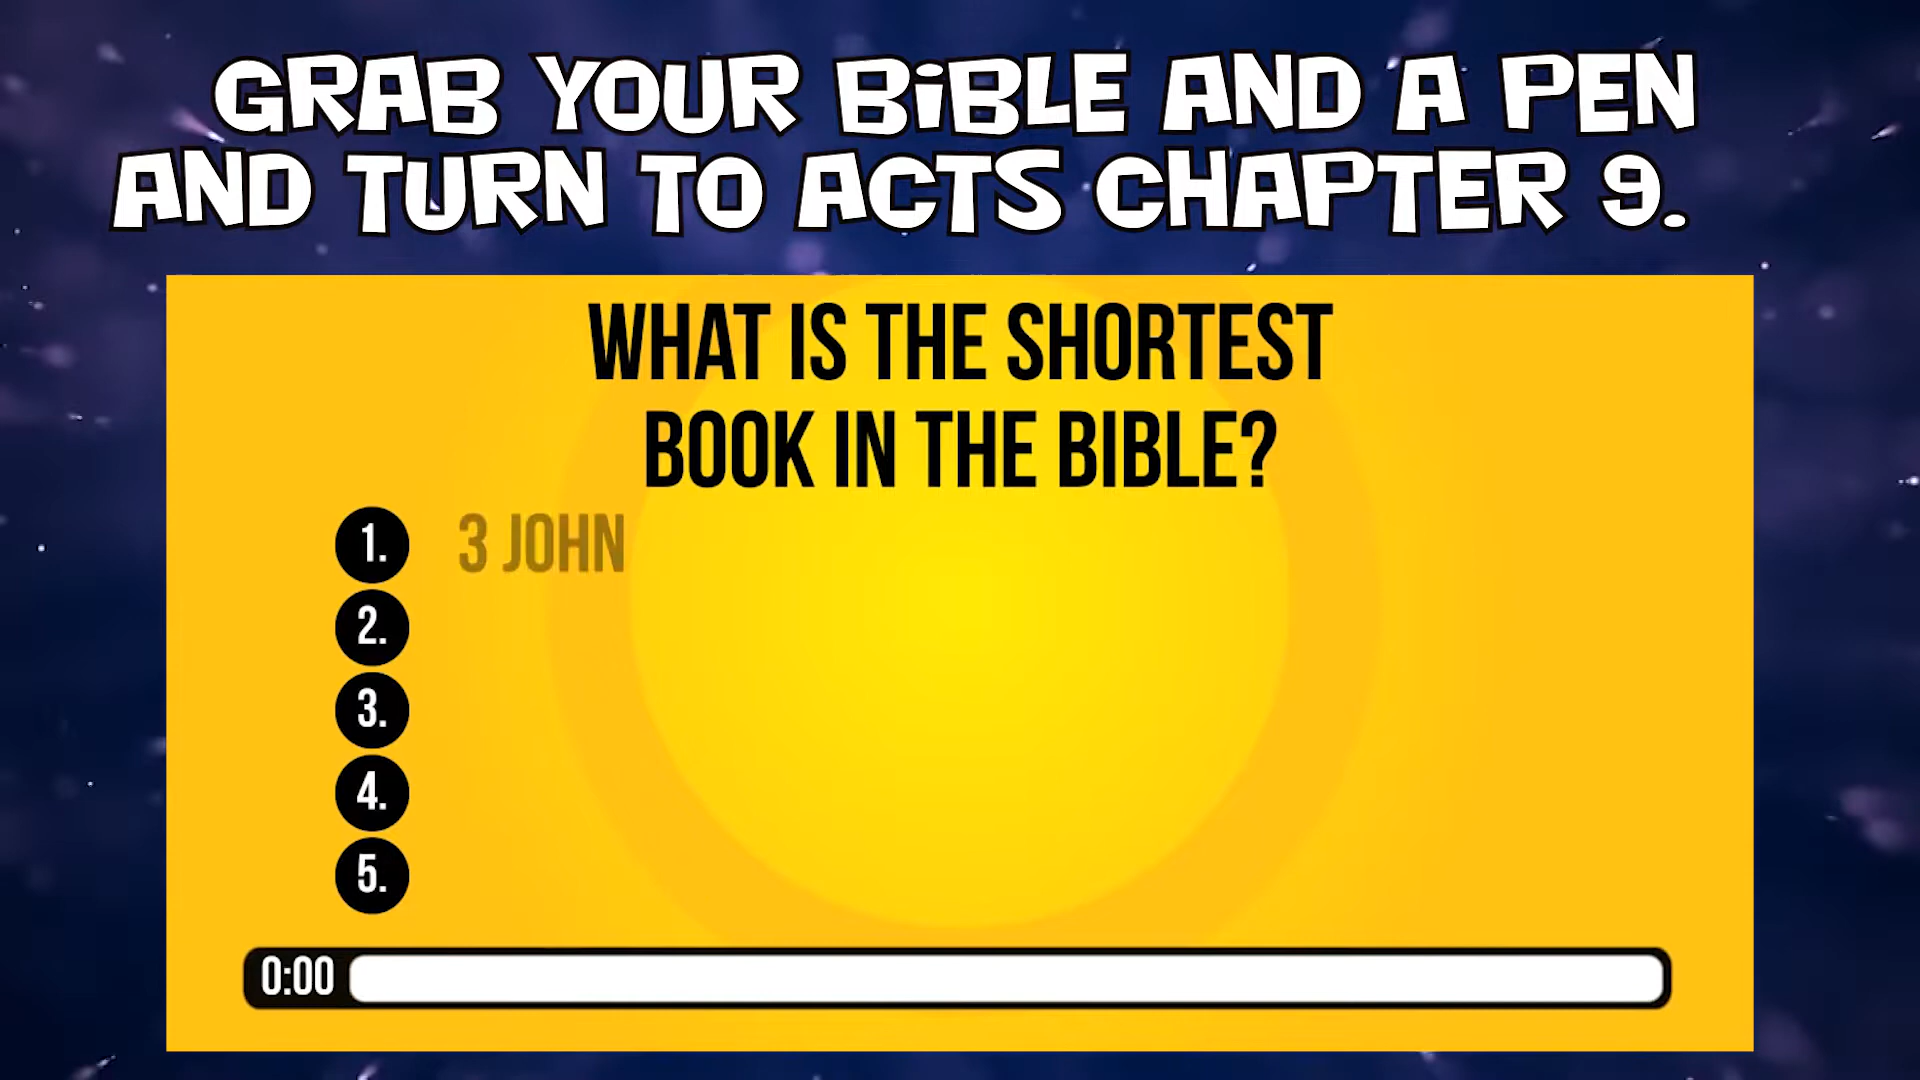 GRAB YOUR BIBLE AND A PEN
AND TURN TO ACTS CHAPTER 9.
WHAT IS THE SHORTEST
BOOK IN THE BIBLE?
1. 3 JOHN
2.
3.
4.
5.
0:00